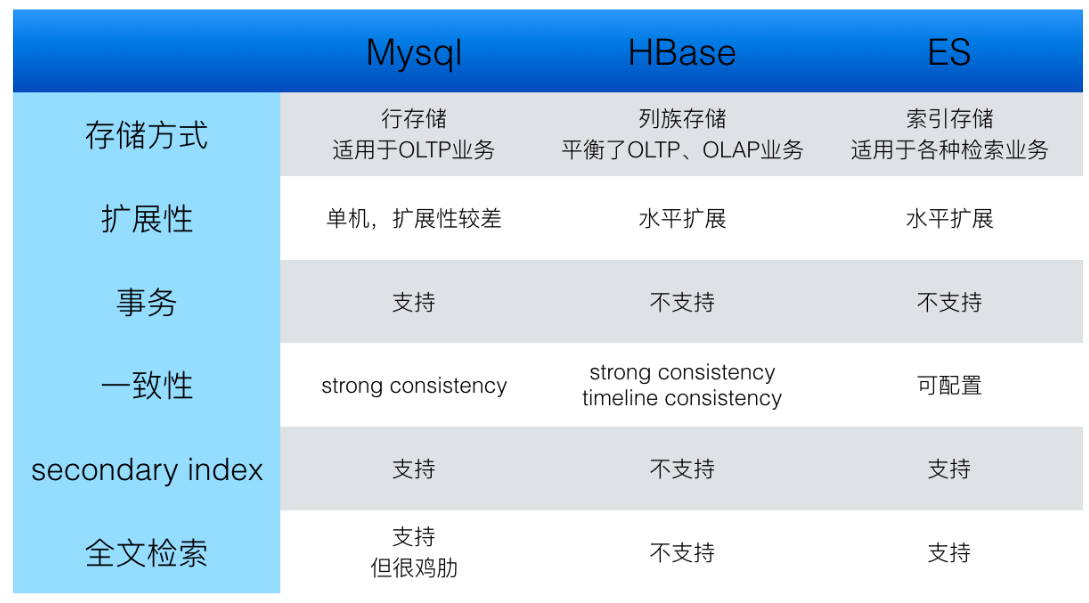 Mysql HBase ES
存储方式
行存储
适用于OLTP业务
列族存储
平衡了OLTP、OLAP业务
索引存储
适用于各种检索业务
扩展性
单机，扩展性较差
水平扩展
水平扩展
事务
支持
不支持
不支持
一致性
strong consistency
strong consistency
timeline consistency
可配置
secondary index
支持
不支持
支持
全文检索
支持
但很鸡肋
不支持
支持